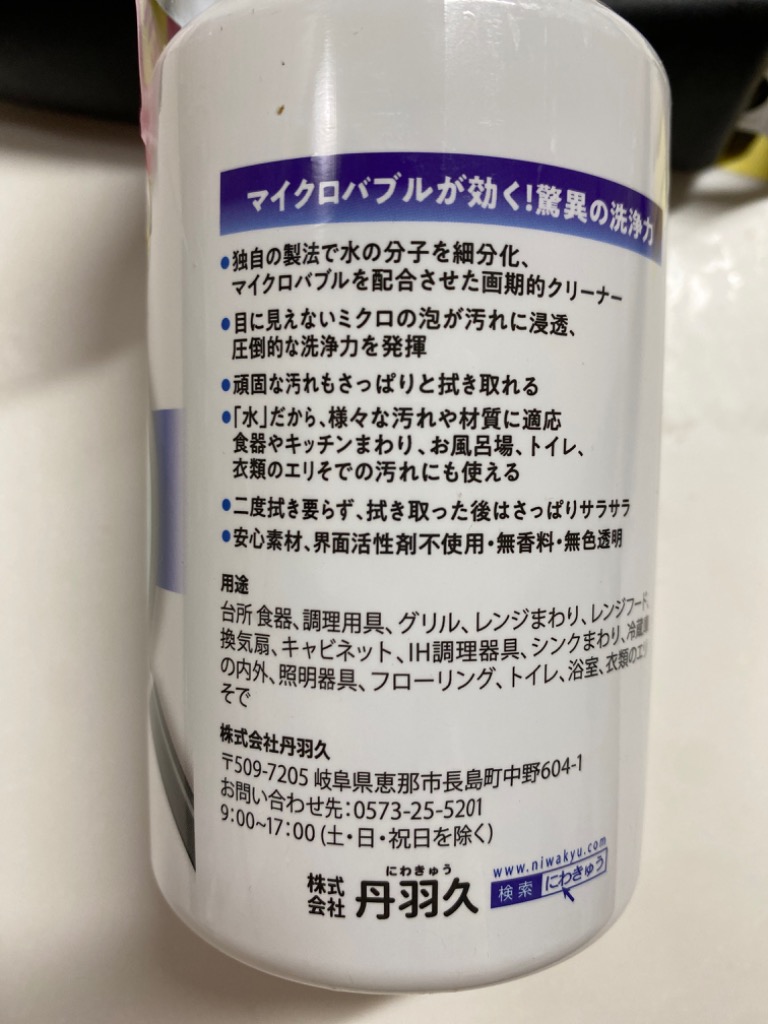 マイクロバブルが効く!驚異の洗浄力
●独自の製法で水の分子を細分化、
マイクロバブルを配合させた画期的クリーナー
●目に見えないミクロの泡が汚れに浸透、
圧倒的な洗浄力を発揮
●頑固な汚れもさっぱりと拭き取れる
●「水」だから、様々な汚れや材質に適応
食器やキッチンまわり、お風呂場、トイレ、
衣類のエリそでの汚れにも使える
●二度拭き要らず、拭き取った後はさっぱりサラサラ
●安心素材、界面活性剤不使用・無香料・無色透明
用途
台所 食器、調理用具、グリル、レンジまわり、レンジフード、
換気扇、キャビネット、IH調理器具、シンクまわり、冷蔵庫
の内外、照明器具、フローリング、トイレ、浴室、衣類のエリ
そで
株式会社丹羽久
〒509-7205 岐阜県恵那市長島町中野604-1
お問い合わせ先:0573-25-5201
9:00~17:00 (土・日・祝日を除く)
www.niwakyu.com
にわきゅう
株式会社 丹羽久
検索 にわきゅう